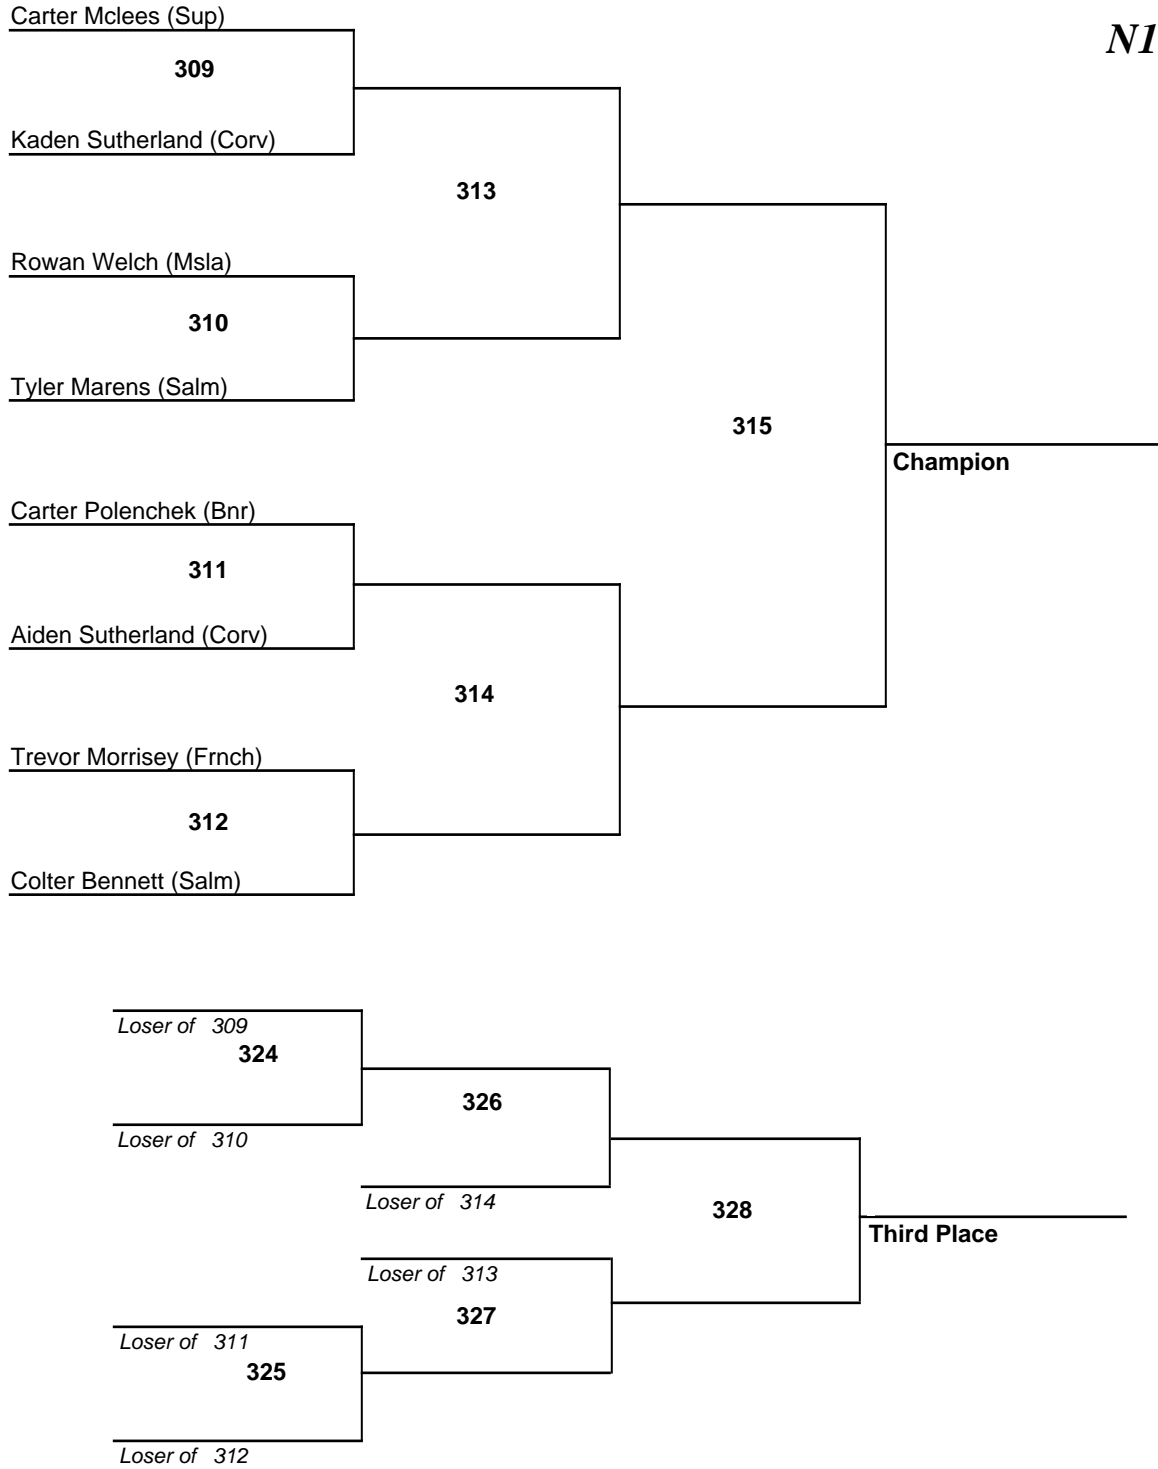 Carter Mclees (Sup)
N1
309
Kaden Sutherland (Corv)
313
Rowan Welch (Msla)
310
Tyler Marens (Salm)
315
Champion
Carter Polenchek (Bnr)
311
Aiden Sutherland (Corv)
314
Trevor Morrisey (Frnch)
312
Colter Bennett (Salm)
Loser of 309
324
326
Loser of 310
Loser of 314
328
Third Place
Loser of 313
327
Loser of 311
325
Loser of 312